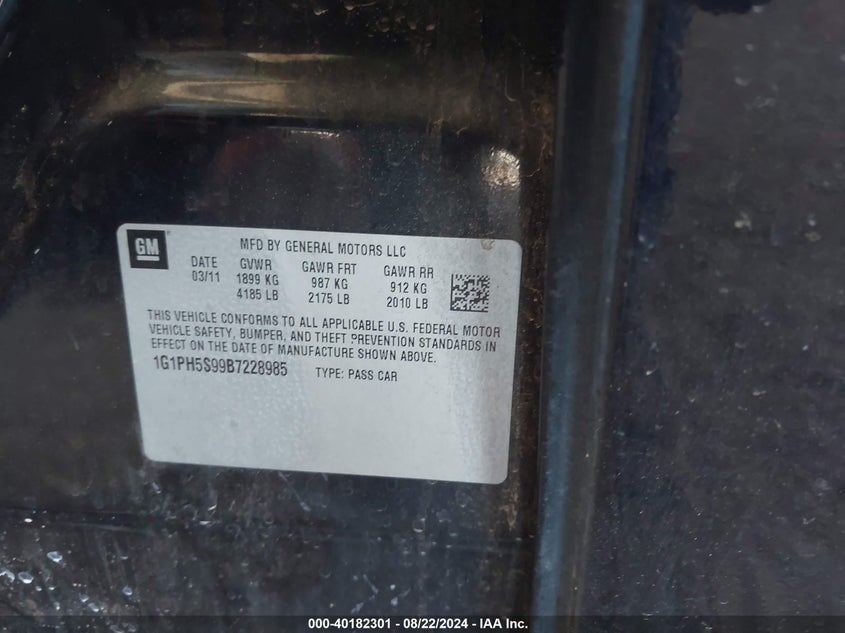 GM
MFD BY GENERAL MOTORS LLC
DATE GVWR GAWR FRT GAWR RR
03/11 1899 KG 987 KG 912 KG
4185 LB 2175 LB 2010 LB
THIS VEHICLE CONFORMS TO ALL APPLICABLE U.S. FEDERAL MOTOR
VEHICLE SAFETY, BUMPER, AND THEFT PREVENTION STANDARDS IN
EFFECT ON THE DATE OF MANUFACTURE SHOWN ABOVE.
1G1PH5S99B7228985 TYPE: PASS CAR
000-40182301 - 08/22/2024 - IAA Inc.